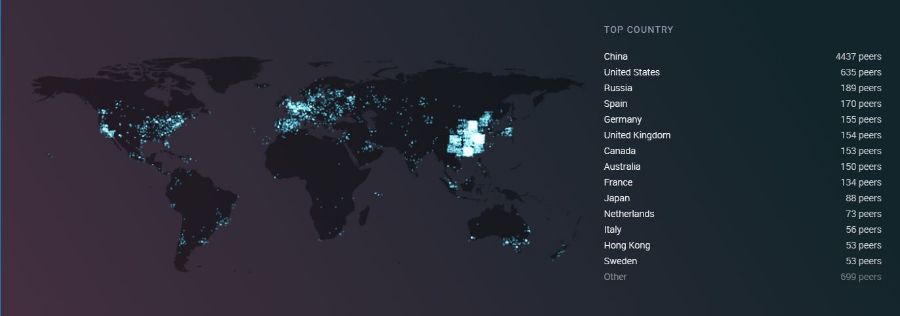 TOP COUNTRY
China 4437 peers
United States 635 peers
Russia 189 peers
Spain 170 peers
Germany 155 peers
United Kingdom 154 peers
Canada 153 peers
Australia 150 peers
France 134 peers
Japan 88 peers
Netherlands 73 peers
Italy 56 peers
Hong Kong 53 peers
Sweden 53 peers
Other 699 peers